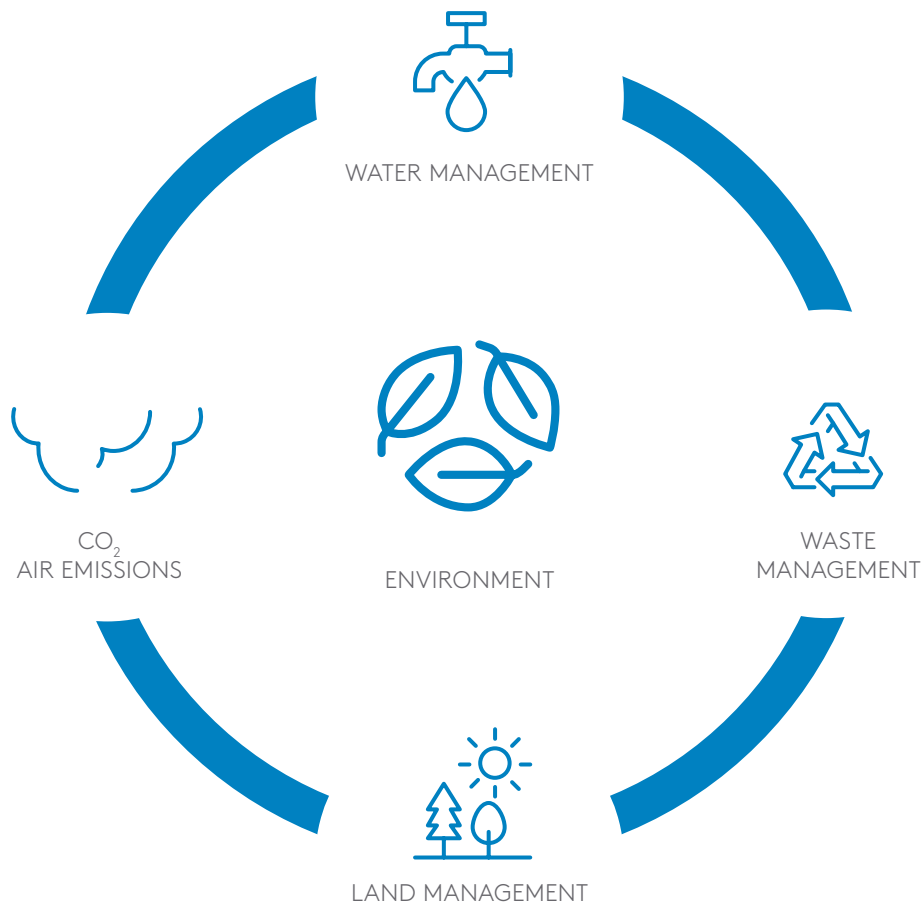 WATER MANAGEMENT
CO₂
AIR EMISSIONS
ENVIRONMENT
WASTE
MANAGEMENT
LAND MANAGEMENT